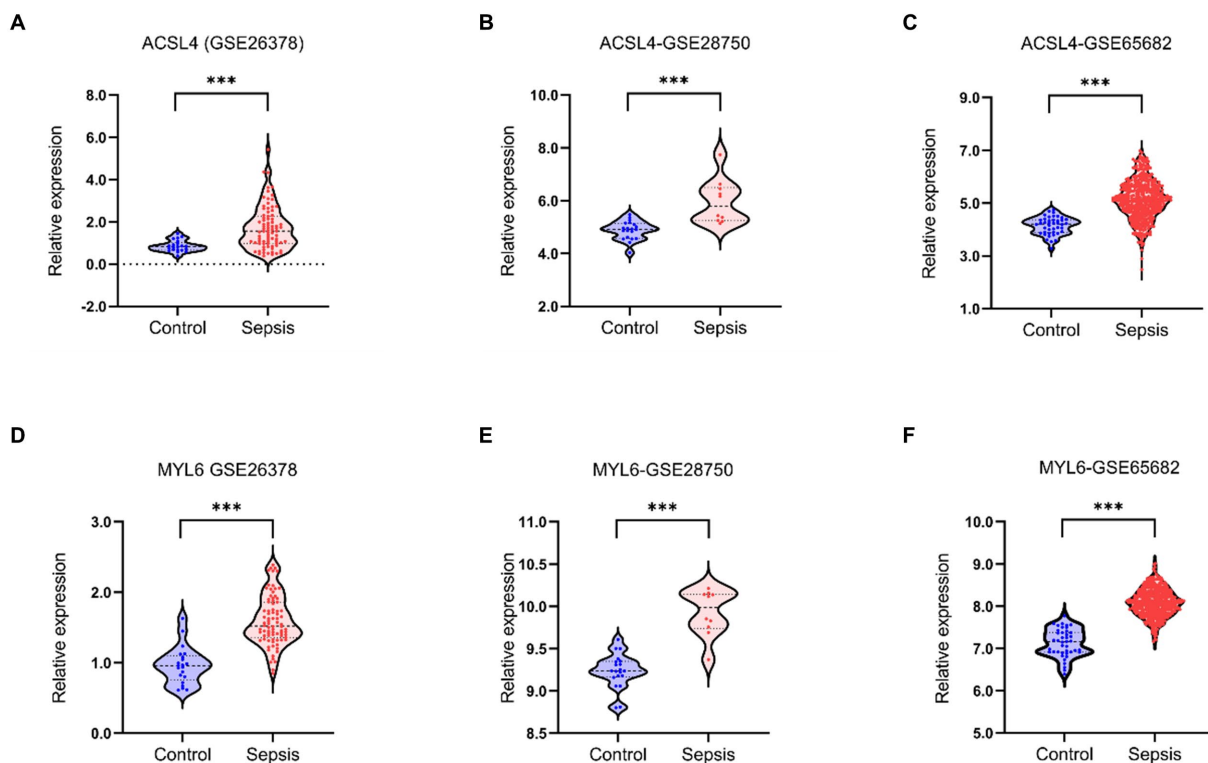 A
ACSL4 (GSE26378)
***
Relative expression
8.0
6.0
4.0
2.0
0.0
-2.0
Control Sepsis
B
ACSL4-GSE28750
***
Relative expression
10.0
8.0
6.0
4.0
2.0
Control Sepsis
C
ACSL4-GSE65682
***
Relative expression
9.0
7.0
5.0
3.0
1.0
Control Sepsis
D
MYL6 GSE26378
***
Relative expression
3.0
2.0
1.0
0.0
Control Sepsis
E
MYL6-GSE28750
***
Relative expression
11.0
10.5
10.0
9.5
9.0
8.5
Control Sepsis
F
MYL6-GSE65682
***
Relative expression
10.0
9.0
8.0
7.0
6.0
5.0
Control Sepsis